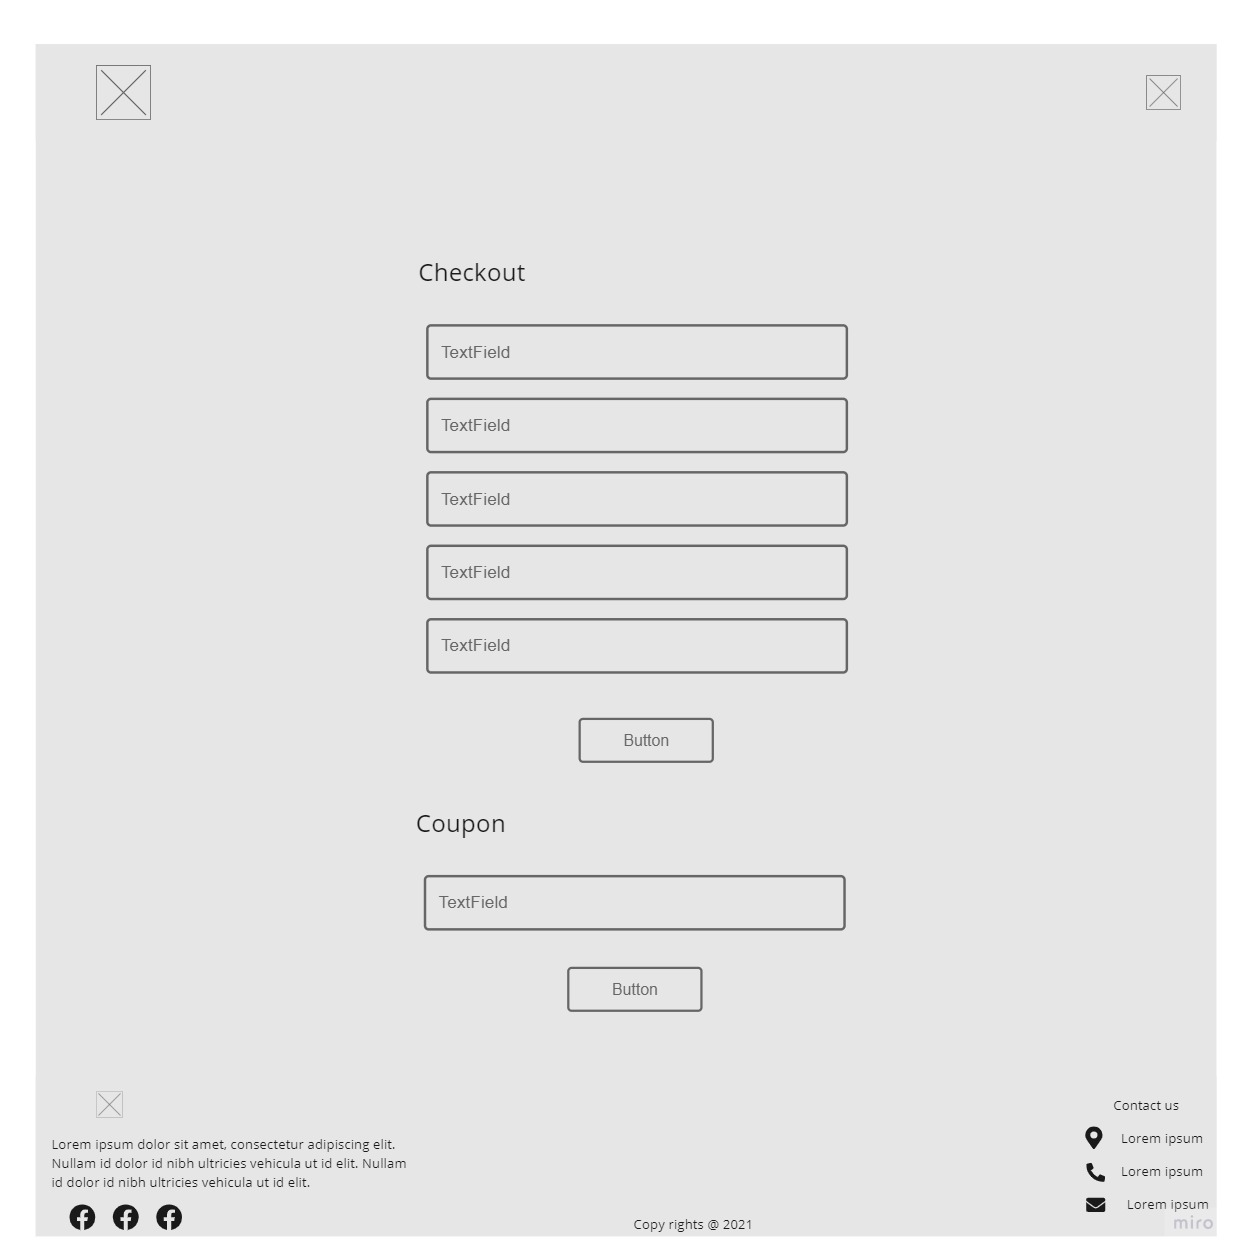 Checkout
TextField
TextField
TextField
TextField
TextField
Button
Coupon
TextField
Button
Lorem ipsum dolor sit amet, consectetur adipiscing elit.
Nullam id dolor id nibh ultricies vehicula ut id elit. Nullam
id dolor id nibh ultricies vehicula ut id elit.
Contact us
Lorem ipsum
Lorem ipsum
Lorem ipsum
Copy rights @ 2021
miro